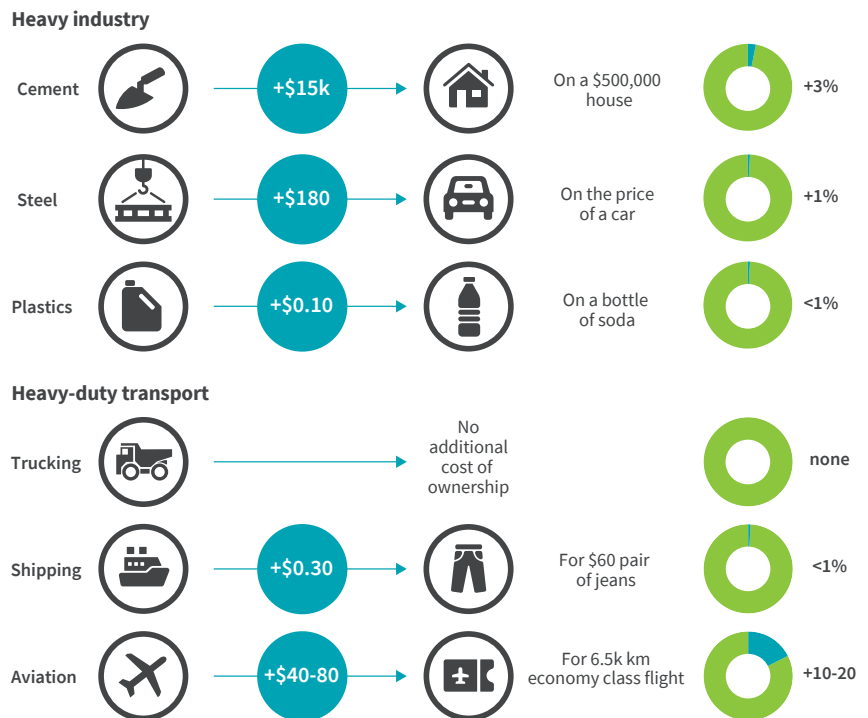 Heavy industry
Cement
+$15k
On a $500,000
house
+3%
Steel
+$180
On the price
of a car
+1%
Plastics
+$0.10
On a bottle
of soda
<1%
Heavy-duty transport
Trucking
No
additional
cost of
ownership
none
Shipping
+$0.30
For $60 pair
of jeans
<1%
Aviation
+$40-80
For 6.5k km
economy class flight
+10-20